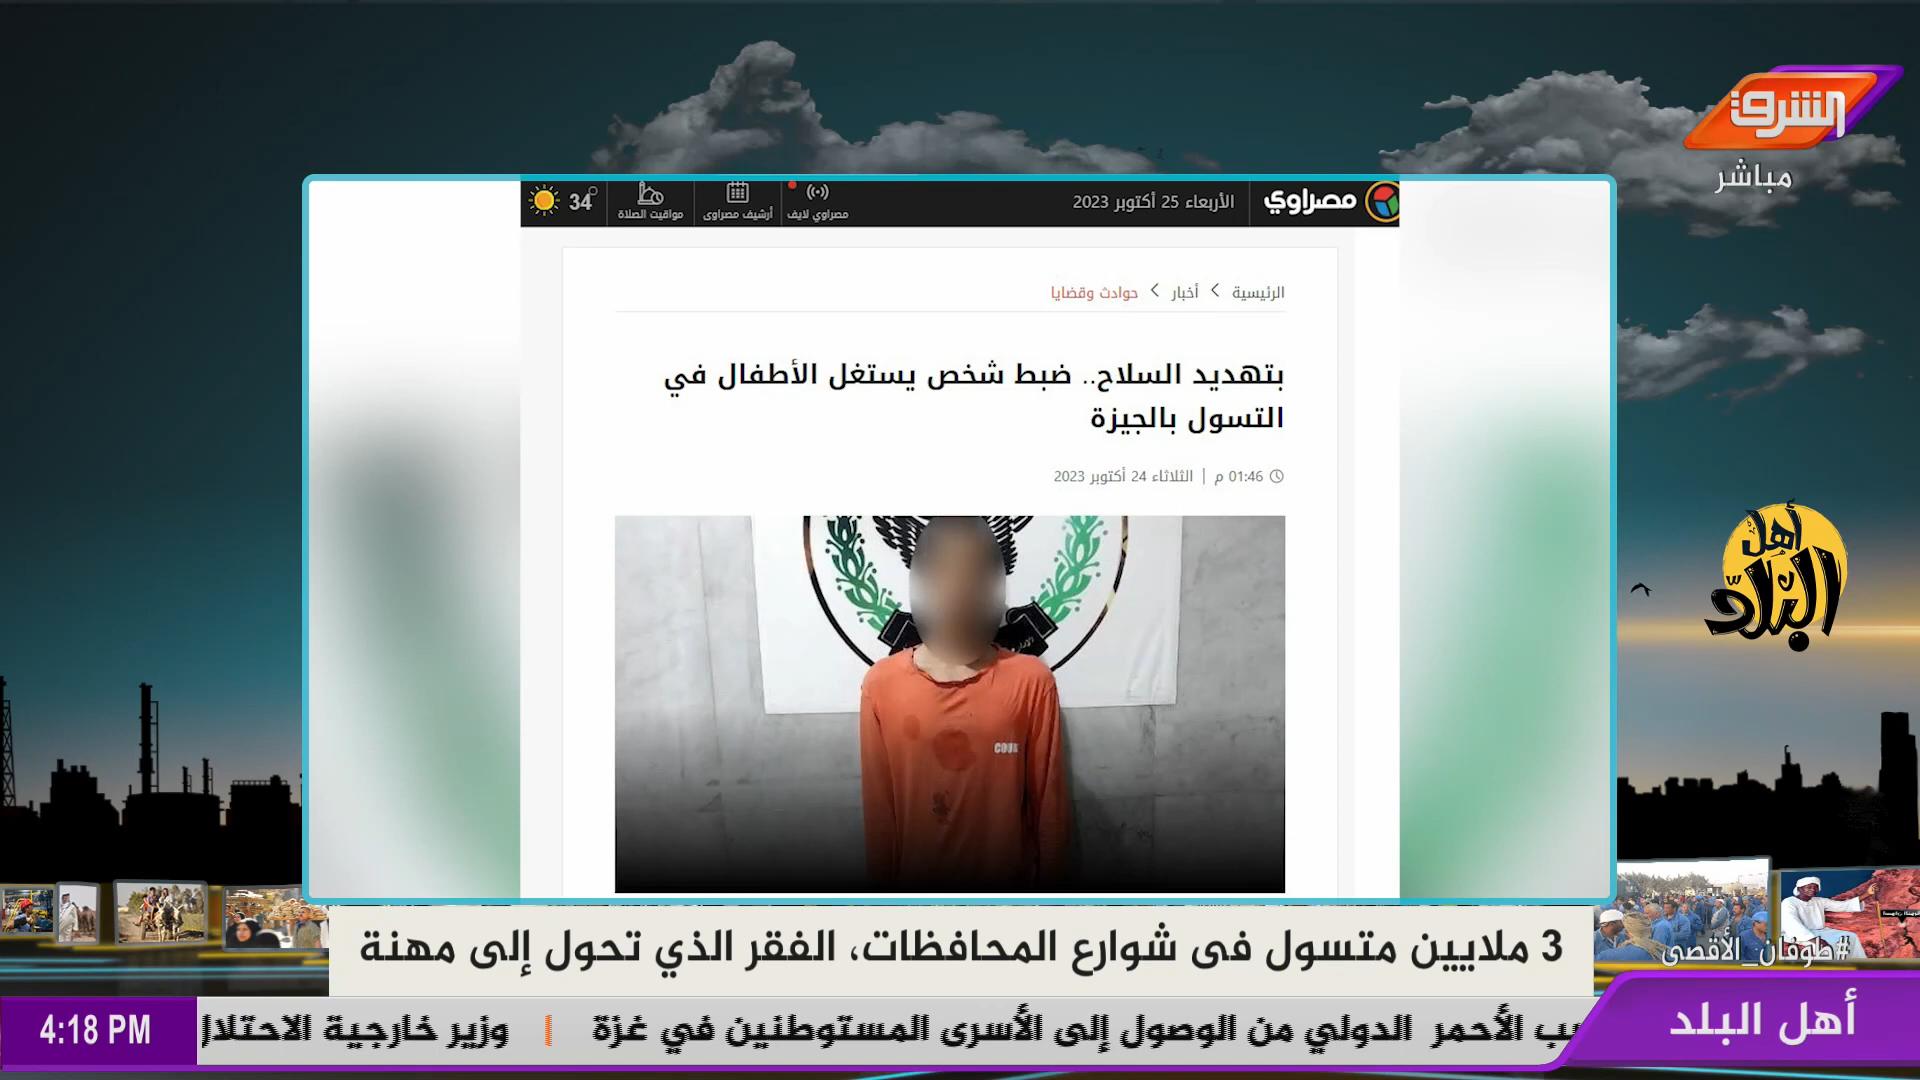 الشرق
مباشر
مصراوي
الأربعاء 25 أكتوبر 2023
مصراوي لايف
أرشيف مصراوى
مواقيت الصلاة
34°
الرئيسية > أخبار > حوادث وقضايا
بتهديد السلاح.. ضبط شخص يستغل الأطفال في
التسول بالجيزة
01:46 م | الثلاثاء 24 أكتوبر 2023
أهل
البلد
3 ملايين متسول فى شوارع المحافظات، الفقر الذي تحول إلى مهنة
#طوفان_الأقصى
أهل البلد
ب الأحمر الدولي من الوصول إلى الأسرى المستوطنين في غزة | وزير خارجية الاحتلال
4:18 PM